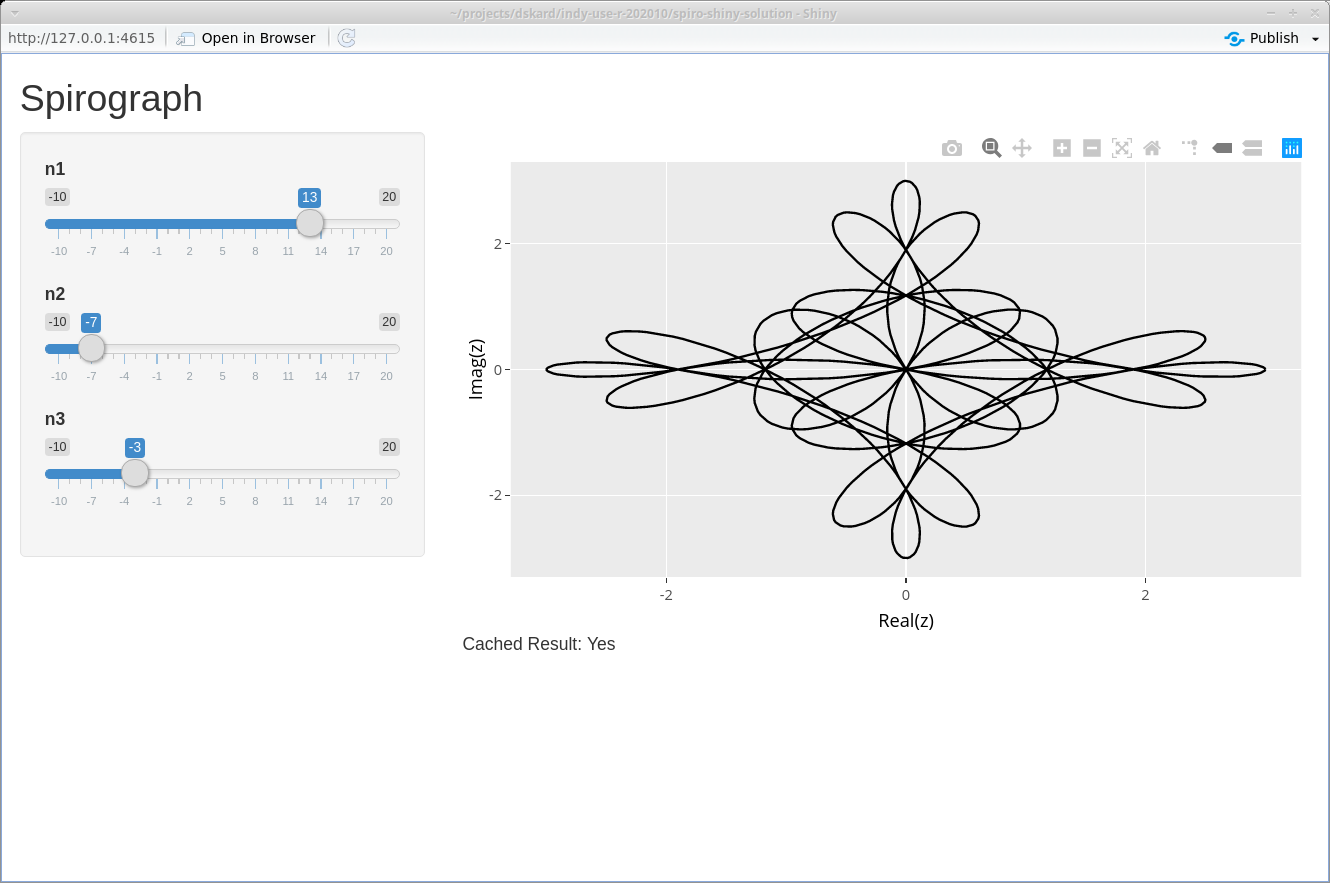 ~/projects/dskard/indy-use-r-202010/spiro-shiny-solution - Shiny
http://127.0.0.1:4615 Open in Browser Publish
Spirograph
n1
-10 13 20
-10 -7 -4 -1 2 5 8 11 14 17 20
n2
-10 -7 20
-10 -7 -4 -1 2 5 8 11 14 17 20
n3
-10 -3 20
-10 -7 -4 -1 2 5 8 11 14 17 20
Imag(z)
2
0
-2
-2 0 2
Real(z)
Cached Result: Yes